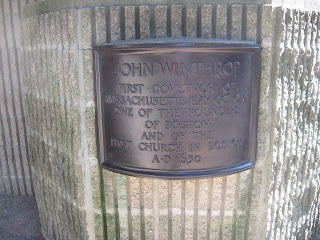 JOHN WINTHROP
FIRST GOVERNOR OF
MASSACHUSETTS BAY COLONY
ONE OF THE FOUNDERS
OF BOSTON
AND OF THE
FIRST CHURCH IN BOSTON
A·D 1630